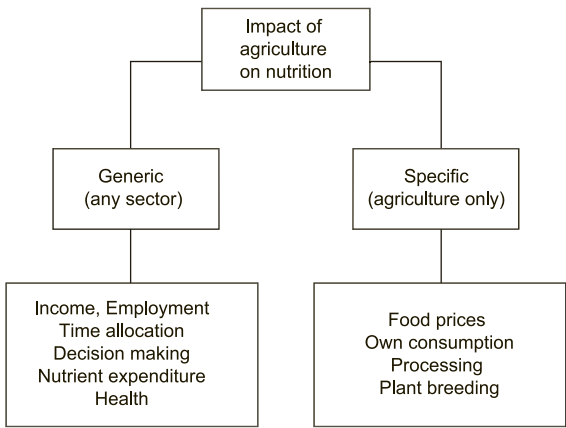 Impact of
agriculture
on nutrition
Generic
(any sector)
Specific
(agriculture only)
Income, Employment
Time allocation
Decision making
Nutrient expenditure
Health
Food prices
Own consumption
Processing
Plant breeding